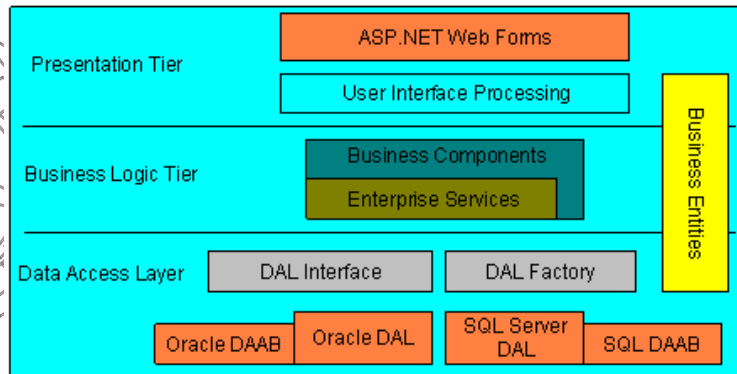 ASP.NET Web Forms
Presentation Tier
User Interface Processing
Business Entities
Business Components
Business Logic Tier
Enterprise Services
Data Access Layer
DAL Interface
DAL Factory
Oracle DAAB
Oracle DAL
SQL Server
DAL
SQL DAAB